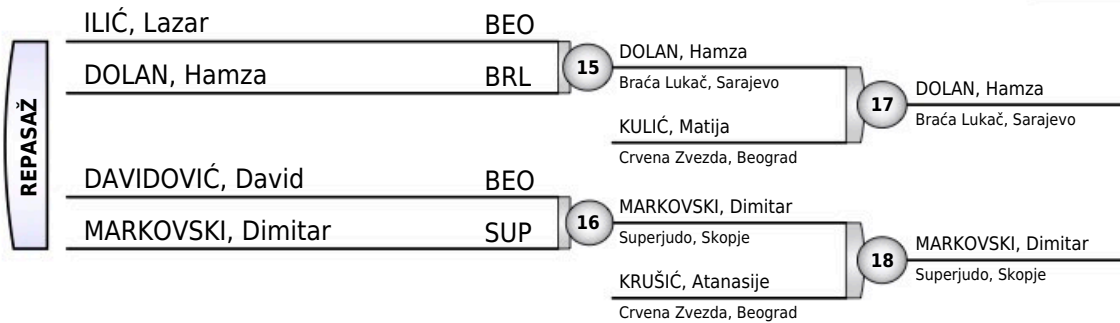 REPASAŽ
ILIĆ, Lazar BEO
DOLAN, Hamza BRL
15
DOLAN, Hamza
Braća Lukač, Sarajevo
KULIĆ, Matija
Crvena Zvezda, Beograd
17
DOLAN, Hamza
Braća Lukač, Sarajevo
DAVIDOVIĆ, David BEO
MARKOVSKI, Dimitar SUP
16
MARKOVSKI, Dimitar
Superjudo, Skopje
KRUŠIĆ, Atanasije
Crvena Zvezda, Beograd
18
MARKOVSKI, Dimitar
Superjudo, Skopje